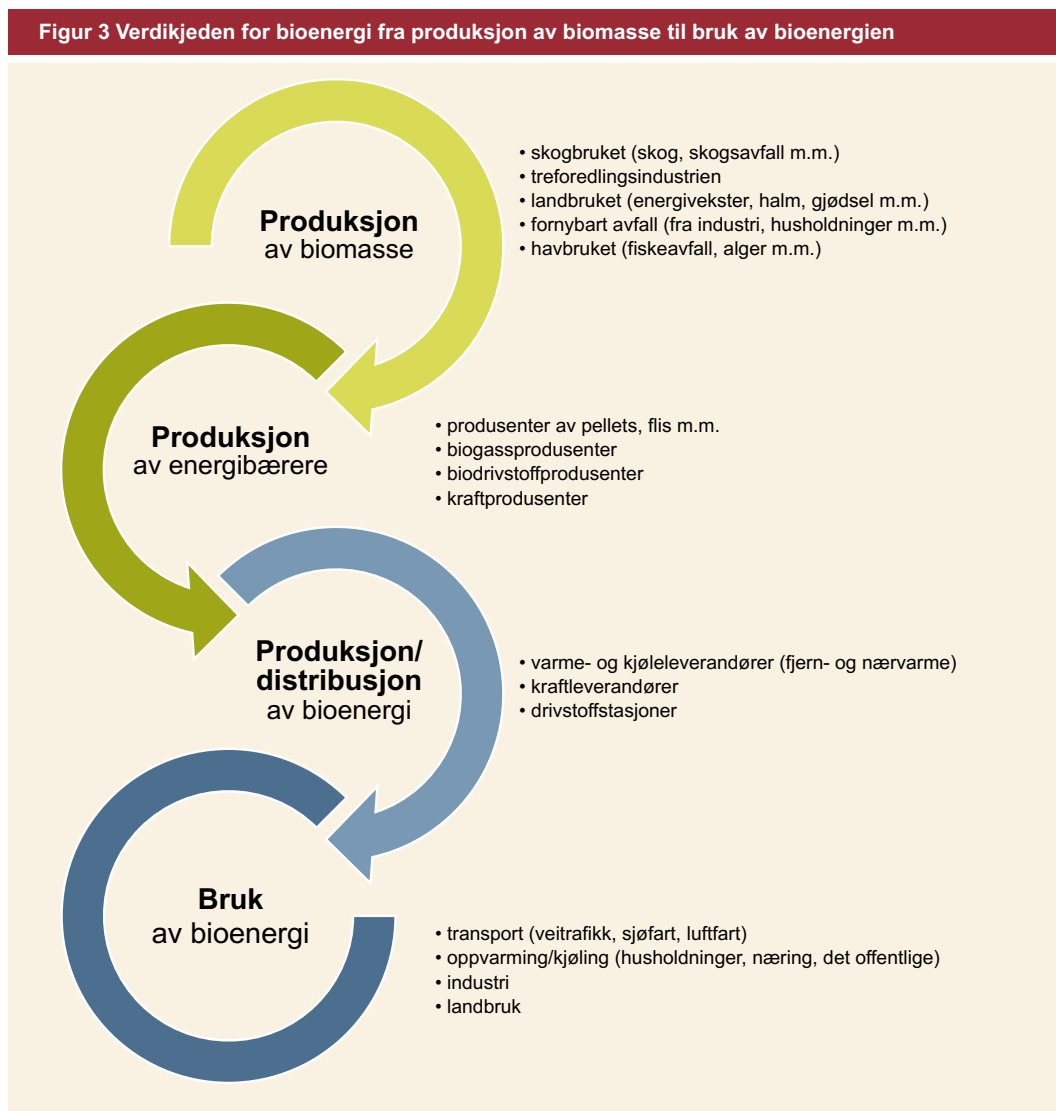 Figur 3 Verdikjeden for bioenergi fra produksjon av biomasse til bruk av bioenergien
Produksjon
av biomasse
• skogbruket (skog, skogsavfall m.m.)
• treforedlingsindustrien
• landbruket (energivekster, halm, gjødsel m.m.)
• fornybart avfall (fra industri, husholdninger m.m.)
• havbruket (fiskeavfall, alger m.m.)
Produksjon
av energibærere
• produsenter av pellets, flis m.m.
• biogassprodusenter
• biodrivstoffprodusenter
• kraftprodusenter
Produksjon/
distribusjon
av bioenergi
• varme- og kjøleleverandører (fjern- og nærvarme)
• kraftleverandører
• drivstoffstasjoner
Bruk
av bioenergi
• transport (veitrafikk, sjøfart, luftfart)
• oppvarming/kjøling (husholdninger, næring, det offentlige)
• industri
• landbruk